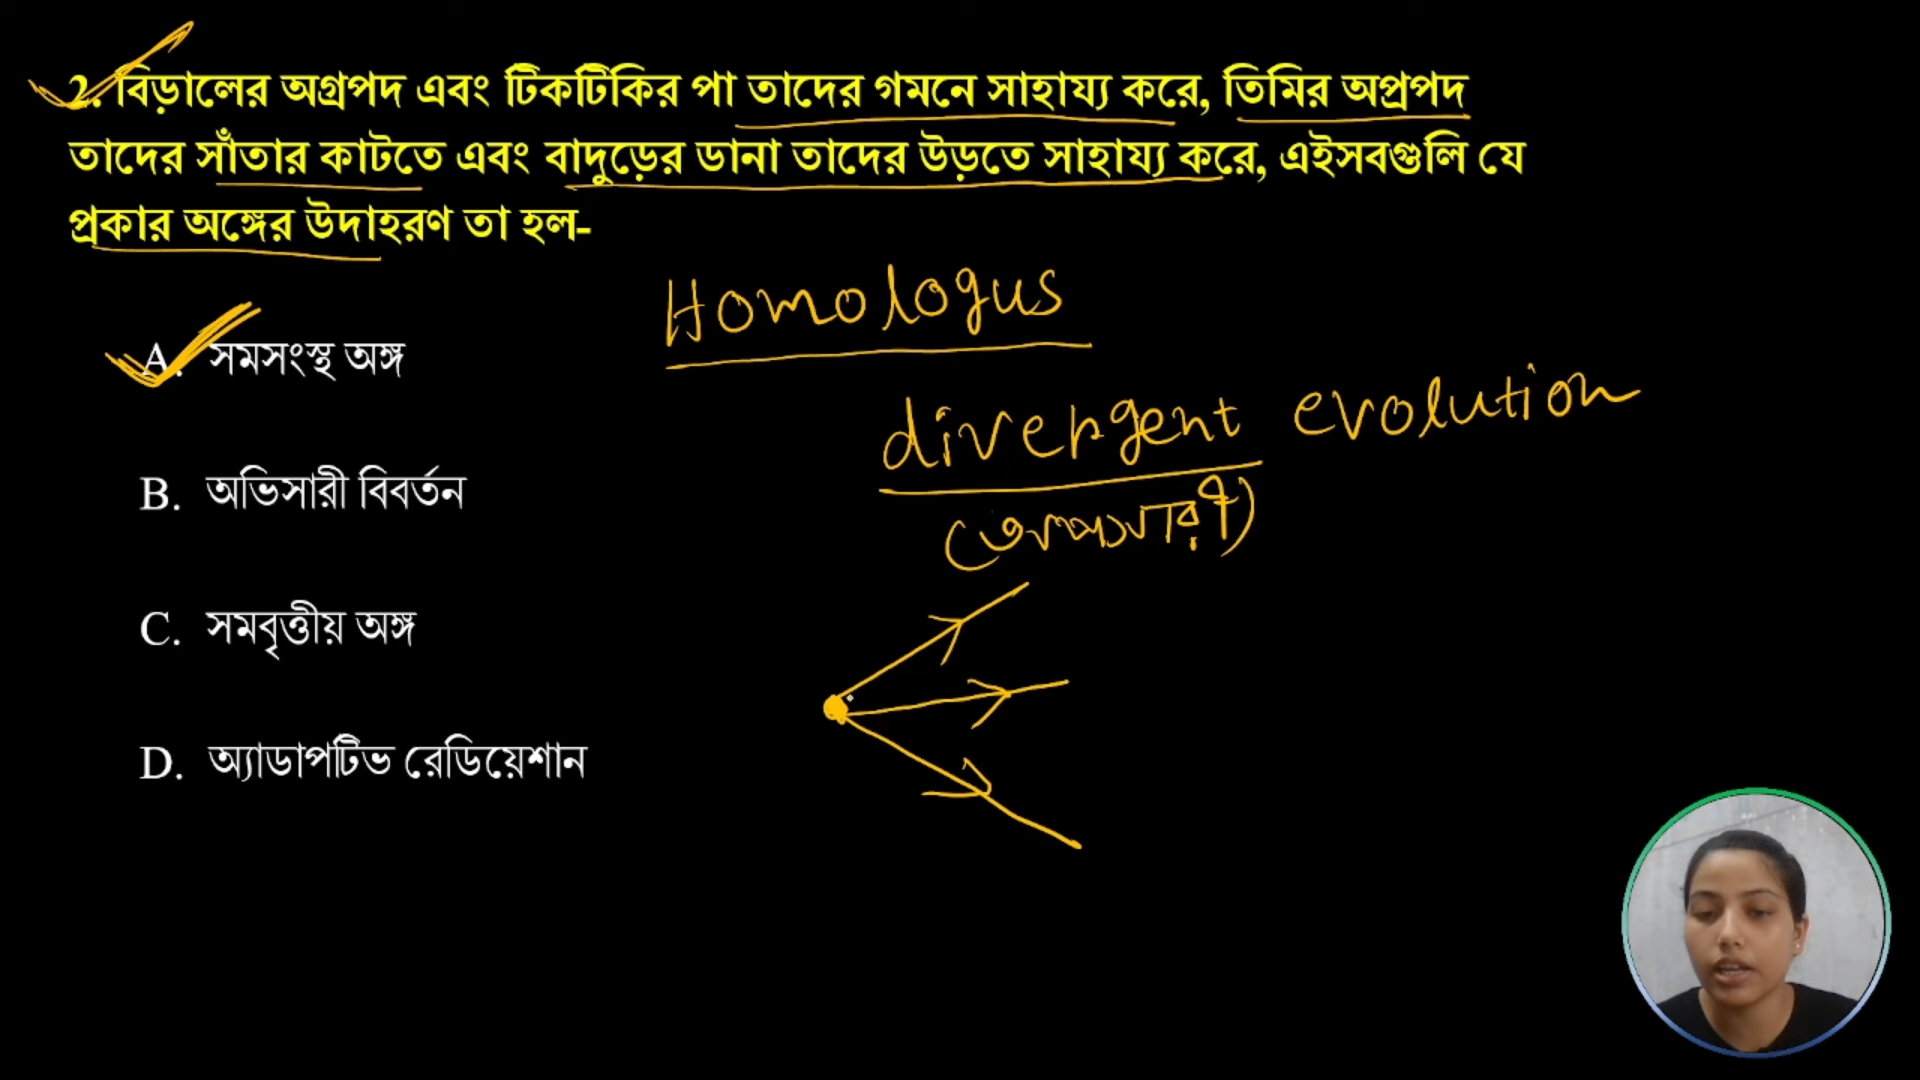 2. বিড়ালের অগ্রপদ এবং টিকটিকির পা তাদের গমনে সাহায্য করে, তিমির অপ্রপদ
তাদের সাঁতার কাটতে এবং বাদুড়ের ডানা তাদের উড়তে সাহায্য করে, এইসবগুলি যে
প্রকার অঙ্গের উদাহরণ তা হল-
Homologus
A. সমসংস্থ অঙ্গ
divergent evolution
B. অভিসারী বিবর্তন
C. সমবৃত্তীয় অঙ্গ
D. অ্যাডাপটিভ রেডিয়েশান